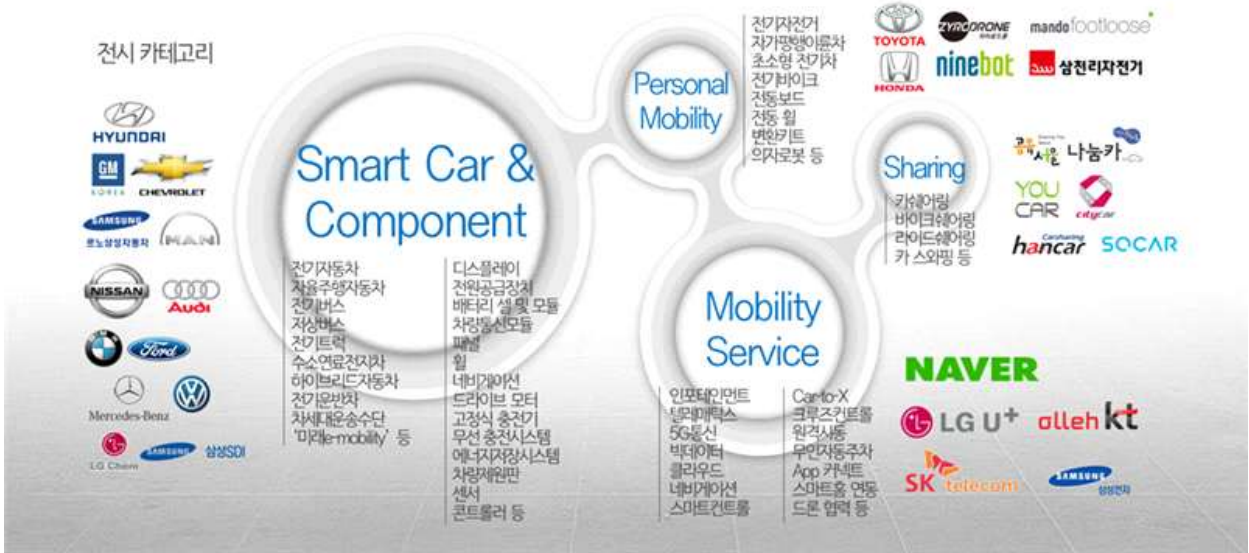 전시 카테고리
HYUNDAI
GM
KOREA
CHEVROLET
SAMSUNG
르노삼성자동차
MAN
NISSAN
Audi
BMW
Ford
Mercedes-Benz
LG Chem
SAMSUNG
삼성SDI
Smart Car &
Component
전기자동차
자율주행자동차
전기버스
저상버스
전기트럭
수소연료전지차
하이브리드자동차
전기운반차
차세대운송수단
‘미래e-mobility’ 등
디스플레이
전원공급장치
배터리 셀 및 모듈
차량통신모듈
패널
휠
네비게이션
드라이브 모터
고정식 충전기
무선 충전시스템
에너지저장시스템
차량제원판
센서
콘트롤러 등
Personal
Mobility
전기자전거
자가평행이륜차
초소형 전기차
전기바이크
전동보드
전동 휠
변환키트
의자로봇 등
TOYOTA
ZYRODRONE
mando footloose
HONDA
ninebot
삼천리자전거
Sharing
카쉐어링
바이크쉐어링
라이드쉐어링
카 스와핑 등
공유서울
나눔카
YOU
CAR
citycar
Carsharing
hancar
SOCAR
Mobility
Service
인포테인먼트
텔레매틱스
5G통신
빅데이터
클라우드
네비게이션
스마트컨트롤
Car-to-X
크루즈컨트롤
원격시동
무인자동주차
App 커넥트
스마트홈 연동
드론 협력 등
NAVER
LG U+
olleh kt
SK telecom
SAMSUNG
삼성전자